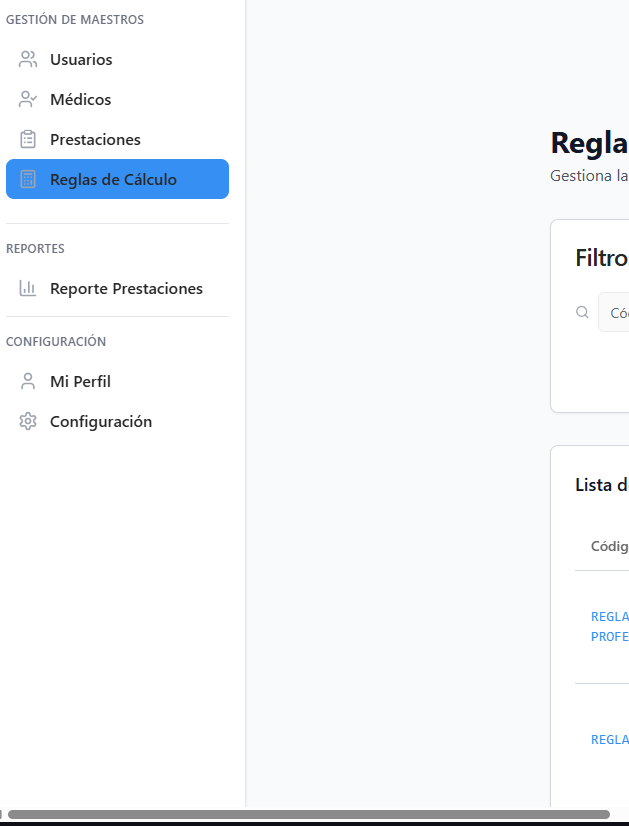 GESTIÓN DE MAESTROS
Usuarios
Médicos
Prestaciones
Reglas de Cálculo
REPORTES
Reporte Prestaciones
CONFIGURACIÓN
Mi Perfil
Configuración
Regla
Gestiona la
Filtro
Có
Lista d
Códig
REGLA
PROFE
REGLA